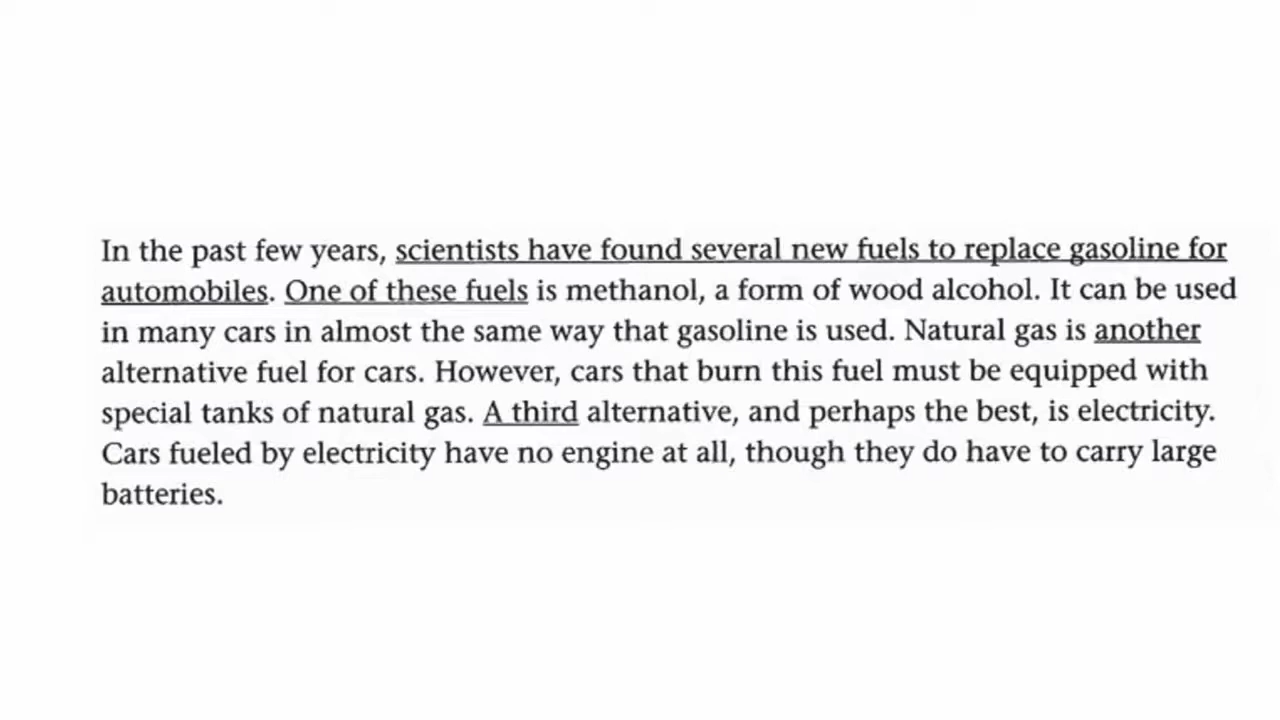 In the past few years, scientists have found several new fuels to replace gasoline for
automobiles. One of these fuels is methanol, a form of wood alcohol. It can be used
in many cars in almost the same way that gasoline is used. Natural gas is another
alternative fuel for cars. However, cars that burn this fuel must be equipped with
special tanks of natural gas. A third alternative, and perhaps the best, is electricity.
Cars fueled by electricity have no engine at all, though they do have to carry large
batteries.